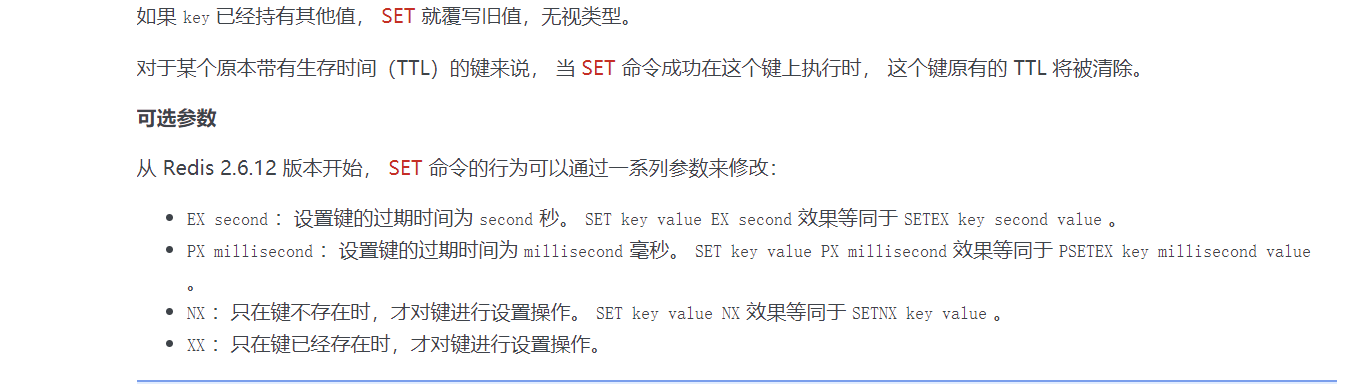 如果 key 已经持有其他值， SET 就覆写旧值，无视类型。
对于某个原本带有生存时间（TTL）的键来说， 当 SET 命令成功在这个键上执行时， 这个键原有的 TTL 将被清除。
可选参数
从 Redis 2.6.12 版本开始， SET 命令的行为可以通过一系列参数来修改：
• EX second ：设置键的过期时间为 second 秒。 SET key value EX second 效果等同于 SETEX key second value 。
• PX millisecond ：设置键的过期时间为 millisecond 毫秒。 SET key value PX millisecond 效果等同于 PSETEX key millisecond value
。
• NX ：只在键不存在时，才对键进行设置操作。 SET key value NX 效果等同于 SETNX key value 。
• XX ：只在键已经存在时，才对键进行设置操作。